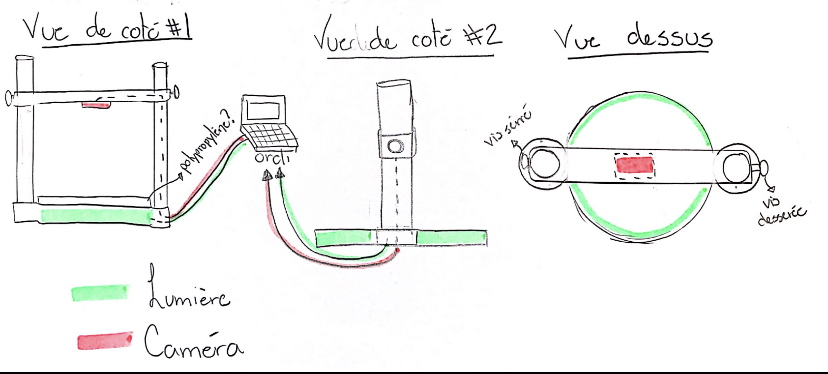 Vue de coté #1
Vue de coté #2
Vue dessus
polypropylène?
ordi
vis serré
vis
desserée
Lumière
Caméra